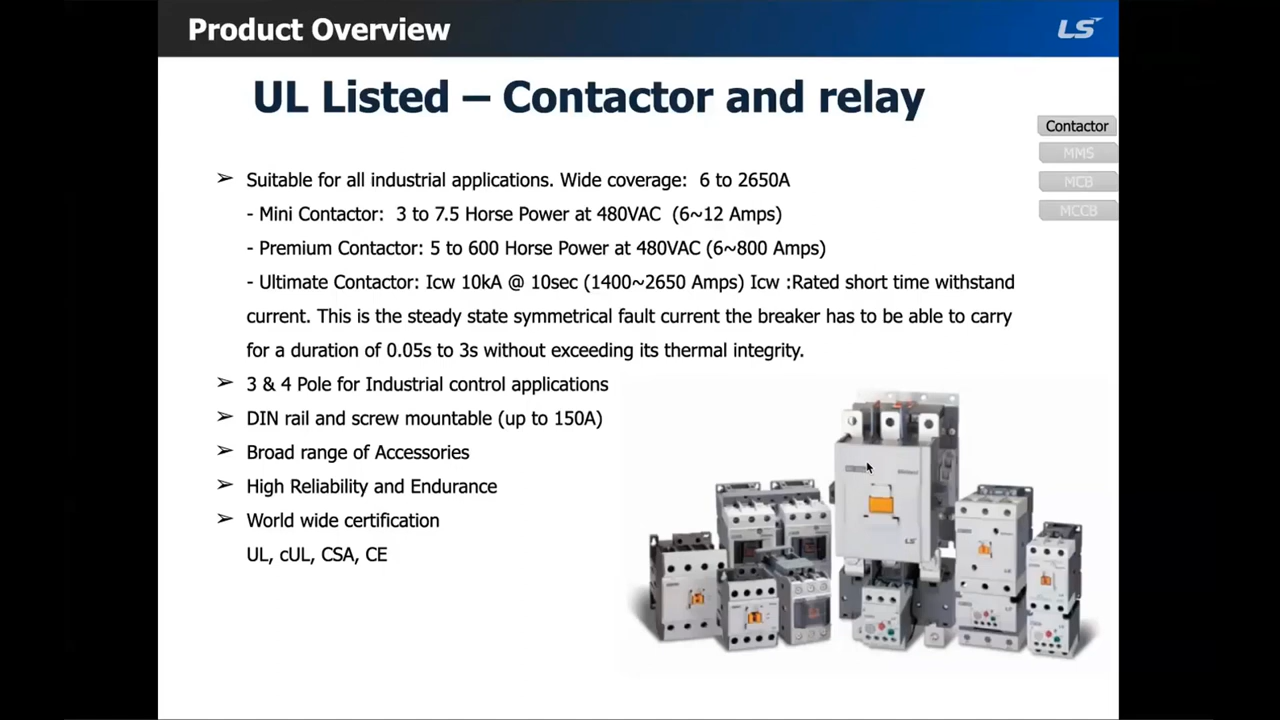 Product Overview
LS
UL Listed – Contactor and relay
Contactor
MMS
MCB
MCCB
➢ Suitable for all industrial applications. Wide coverage:  6 to 2650A
- Mini Contactor:  3 to 7.5 Horse Power at 480VAC  (6~12 Amps)
- Premium Contactor: 5 to 600 Horse Power at 480VAC (6~800 Amps)
- Ultimate Contactor: Icw 10kA @ 10sec (1400~2650 Amps) Icw :Rated short time withstand
current. This is the steady state symmetrical fault current the breaker has to be able to carry
for a duration of 0.05s to 3s without exceeding its thermal integrity.
➢ 3 & 4 Pole for Industrial control applications
➢ DIN rail and screw mountable (up to 150A)
➢ Broad range of Accessories
➢ High Reliability and Endurance
➢ World wide certification
UL, cUL, CSA, CE
LS